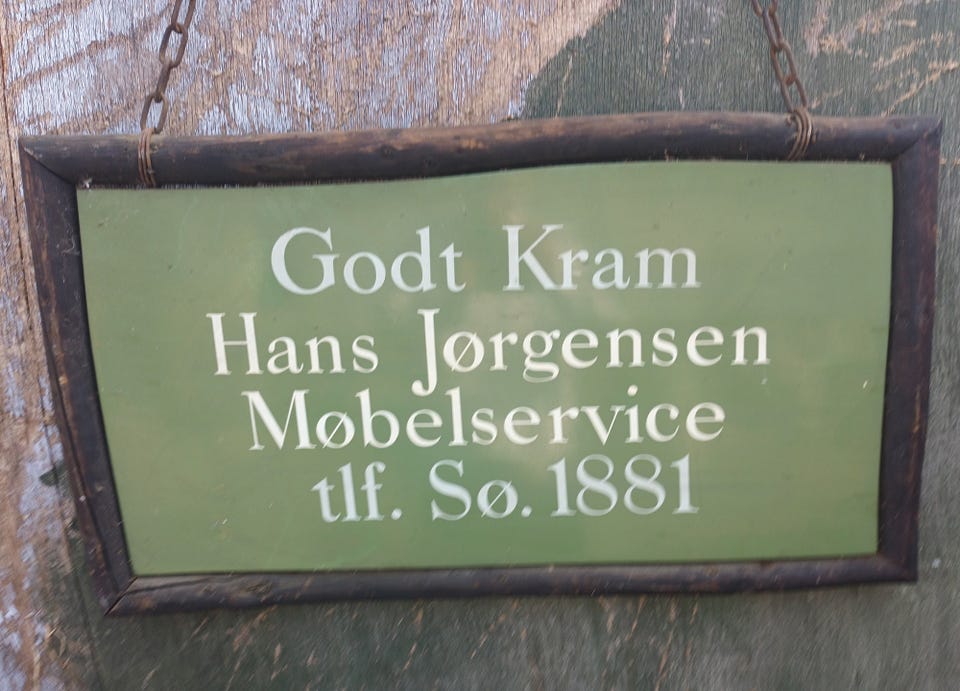 Godt Kram
Hans Jørgensen
Møbelservice
tlf. Sø. 1881